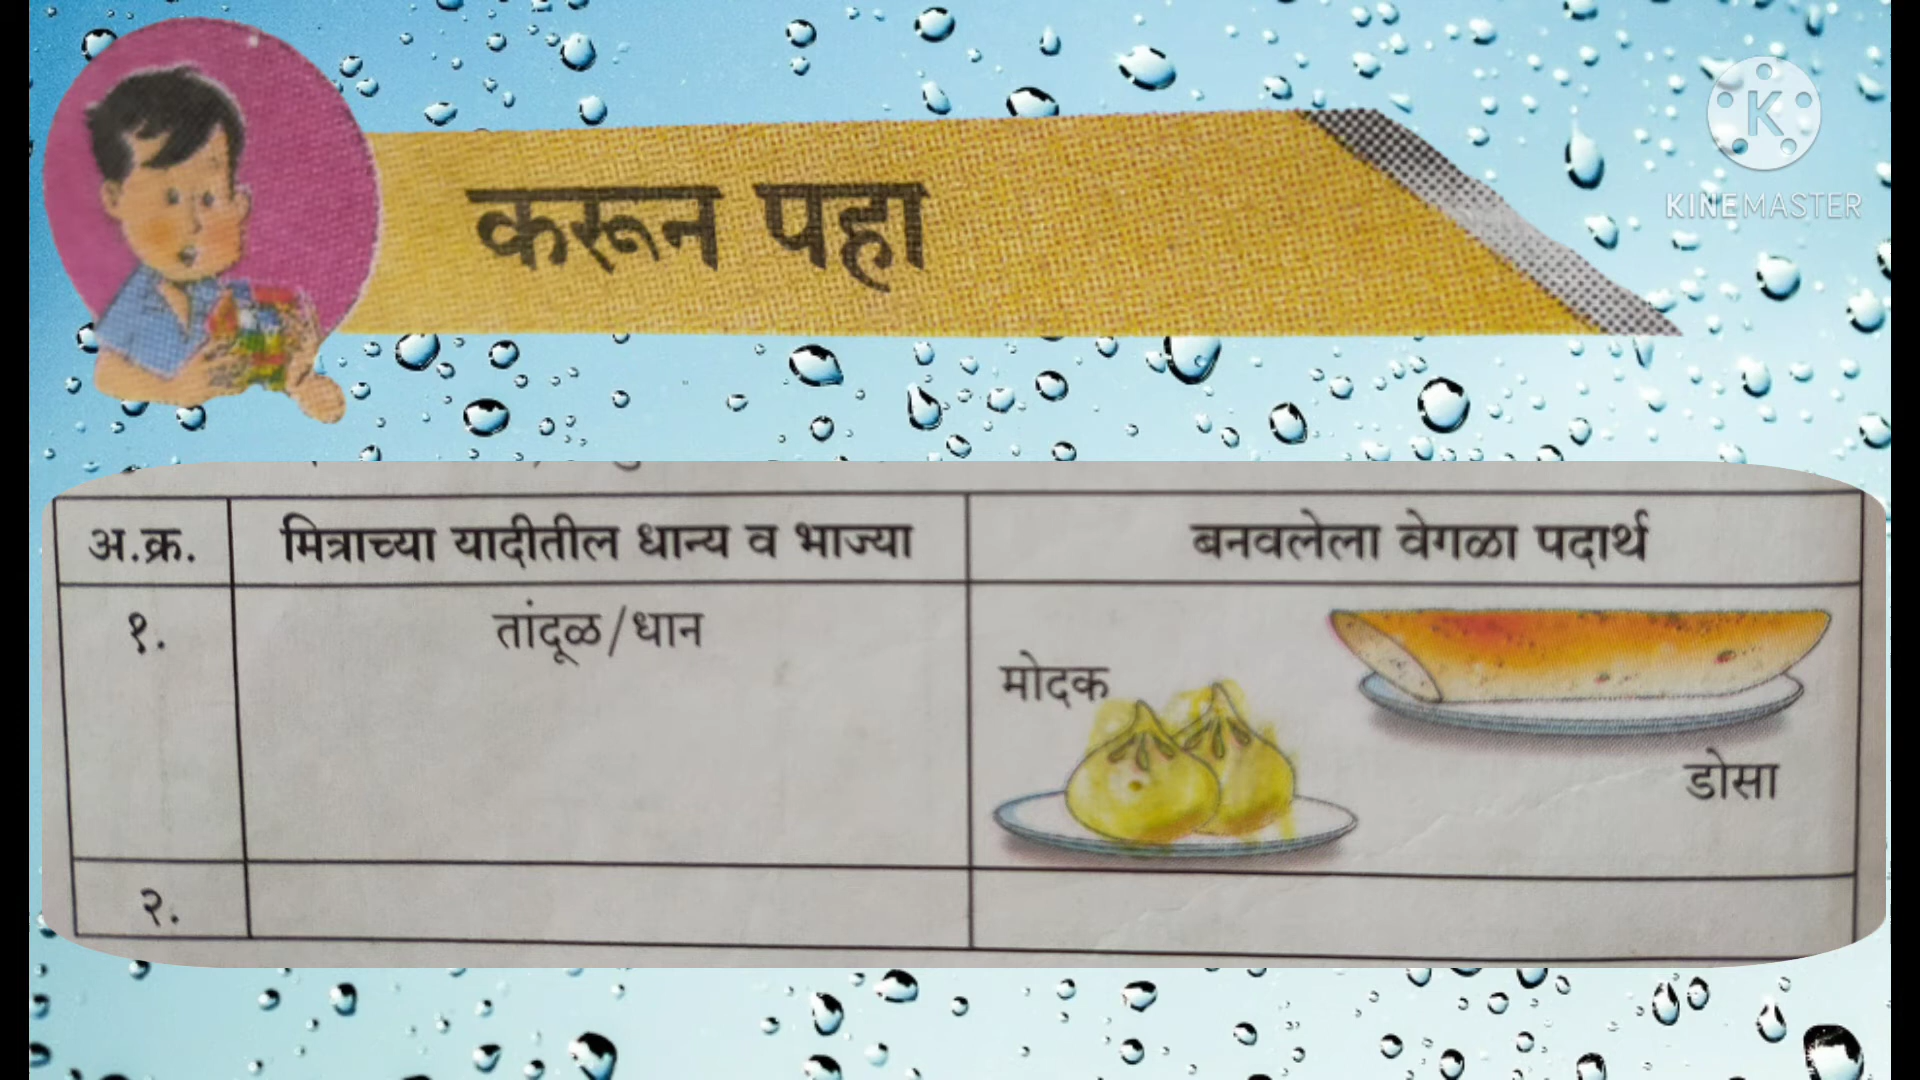 करून पहा
KINEMASTER
अ.क्र. मित्राच्या यादीतील धान्य व भाज्या बनवलेला वेगळा पदार्थ
१. तांदूळ/धान
मोदक
डोसा
२.